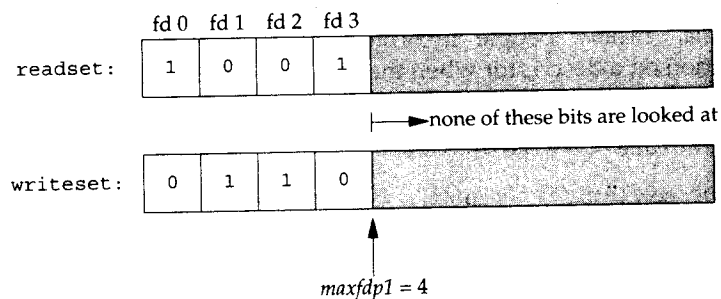 fd 0 fd 1 fd 2 fd 3
readset: 1 0 0 1
none of these bits are looked at
writeset: 0 1 1 0
maxfdp1 = 4